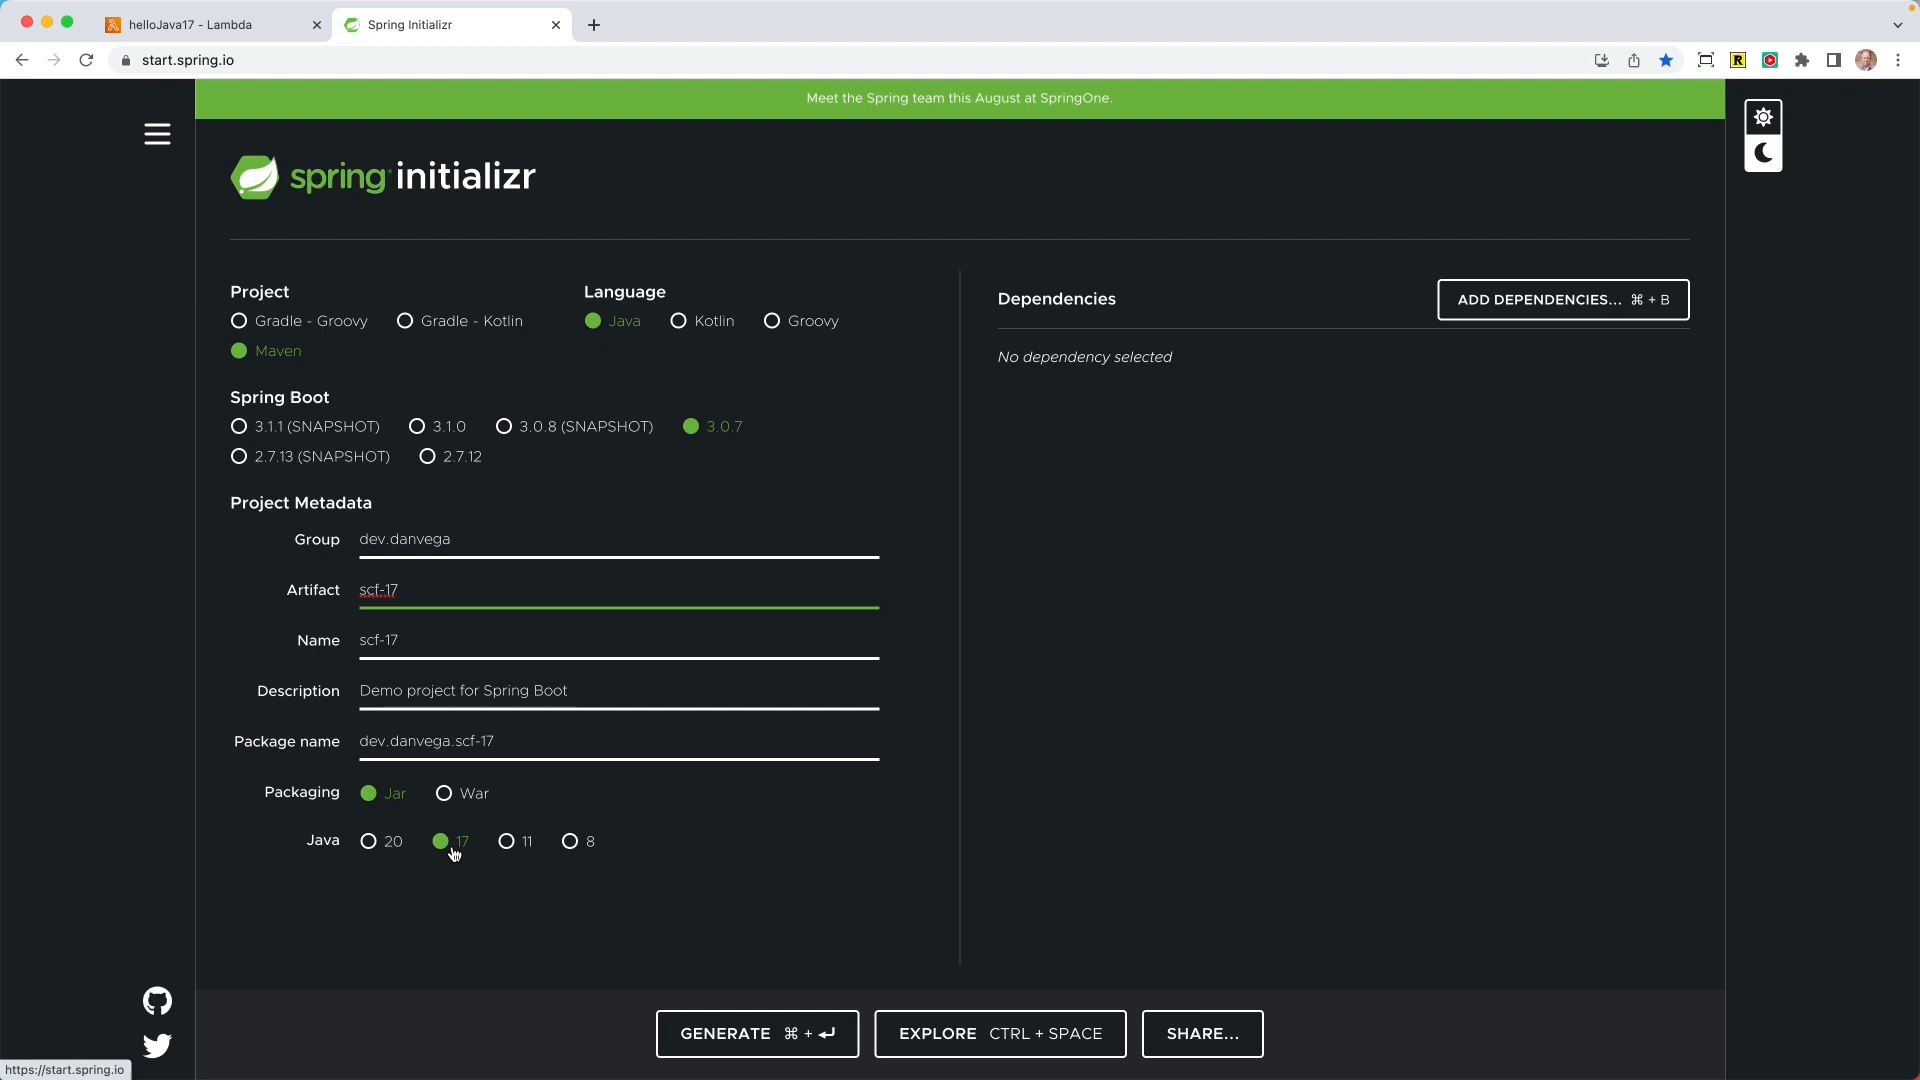 helloJava17 - Lambda
Spring Initializr
start.spring.io
Meet the Spring team this August at SpringOne.
spring initializr
Project
Language
Gradle - Groovy
Gradle - Kotlin
Java
Kotlin
Groovy
Maven
Spring Boot
3.1.1 (SNAPSHOT)
3.1.0
3.0.8 (SNAPSHOT)
3.0.7
2.7.13 (SNAPSHOT)
2.7.12
Project Metadata
Group
dev.danvega
Artifact
scf-17
Name
scf-17
Description
Demo project for Spring Boot
Package name
dev.danvega.scf-17
Packaging
Jar
War
Java
20
17
11
8
Dependencies
ADD DEPENDENCIES... ⌘ + B
No dependency selected
GENERATE ⌘ + ↵
EXPLORE CTRL + SPACE
SHARE...
https://start.spring.io